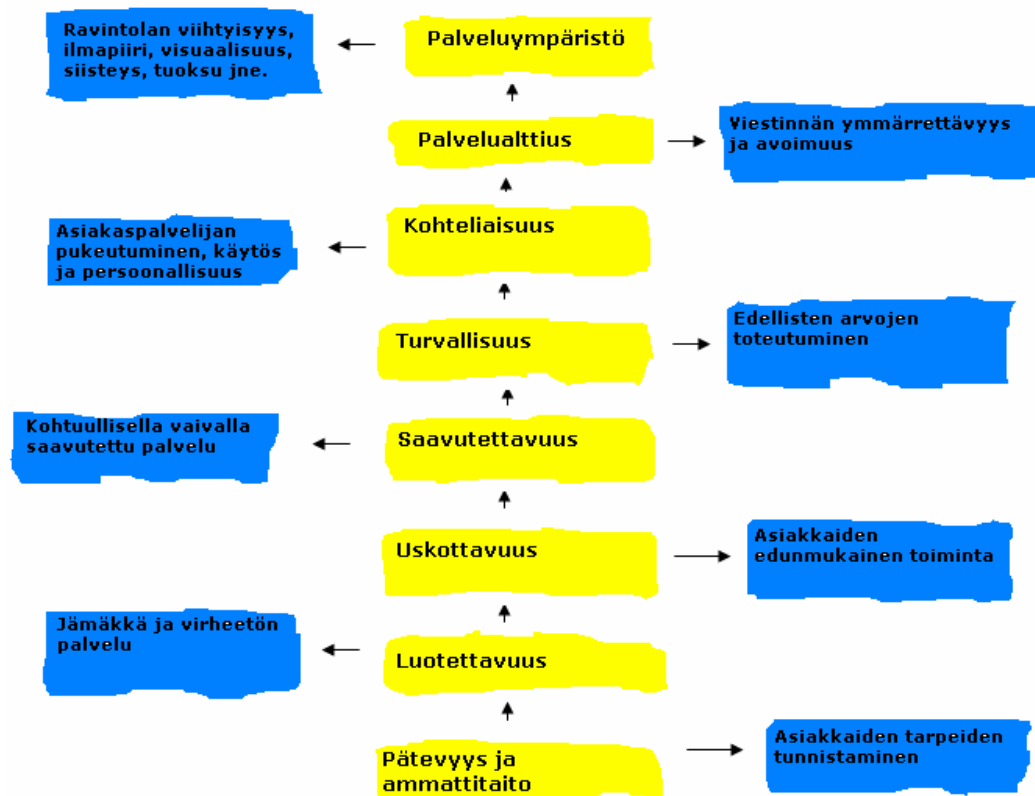 Ravintolan viihtyisyys,
ilmapiiri, visuaalisuus,
siisteys, tuoksu jne.
Palveluympäristö
Palvelualttius
Viestinnän ymmärrettävyys
ja avoimuus
Kohteliaisuus
Asiakaspalvelijan
pukeutuminen, käytös
ja persoonallisuus
Turvallisuus
Edellisten arvojen
toteutuminen
Kohtuullisella vaivalla
saavutettu palvelu
Saavutettavuus
Uskottavuus
Asiakkaiden
edunmukainen toiminta
Jämäkkä ja virheetön
palvelu
Luotettavuus
Pätevyys ja
ammattitaito
Asiakkaiden tarpeiden
tunnistaminen